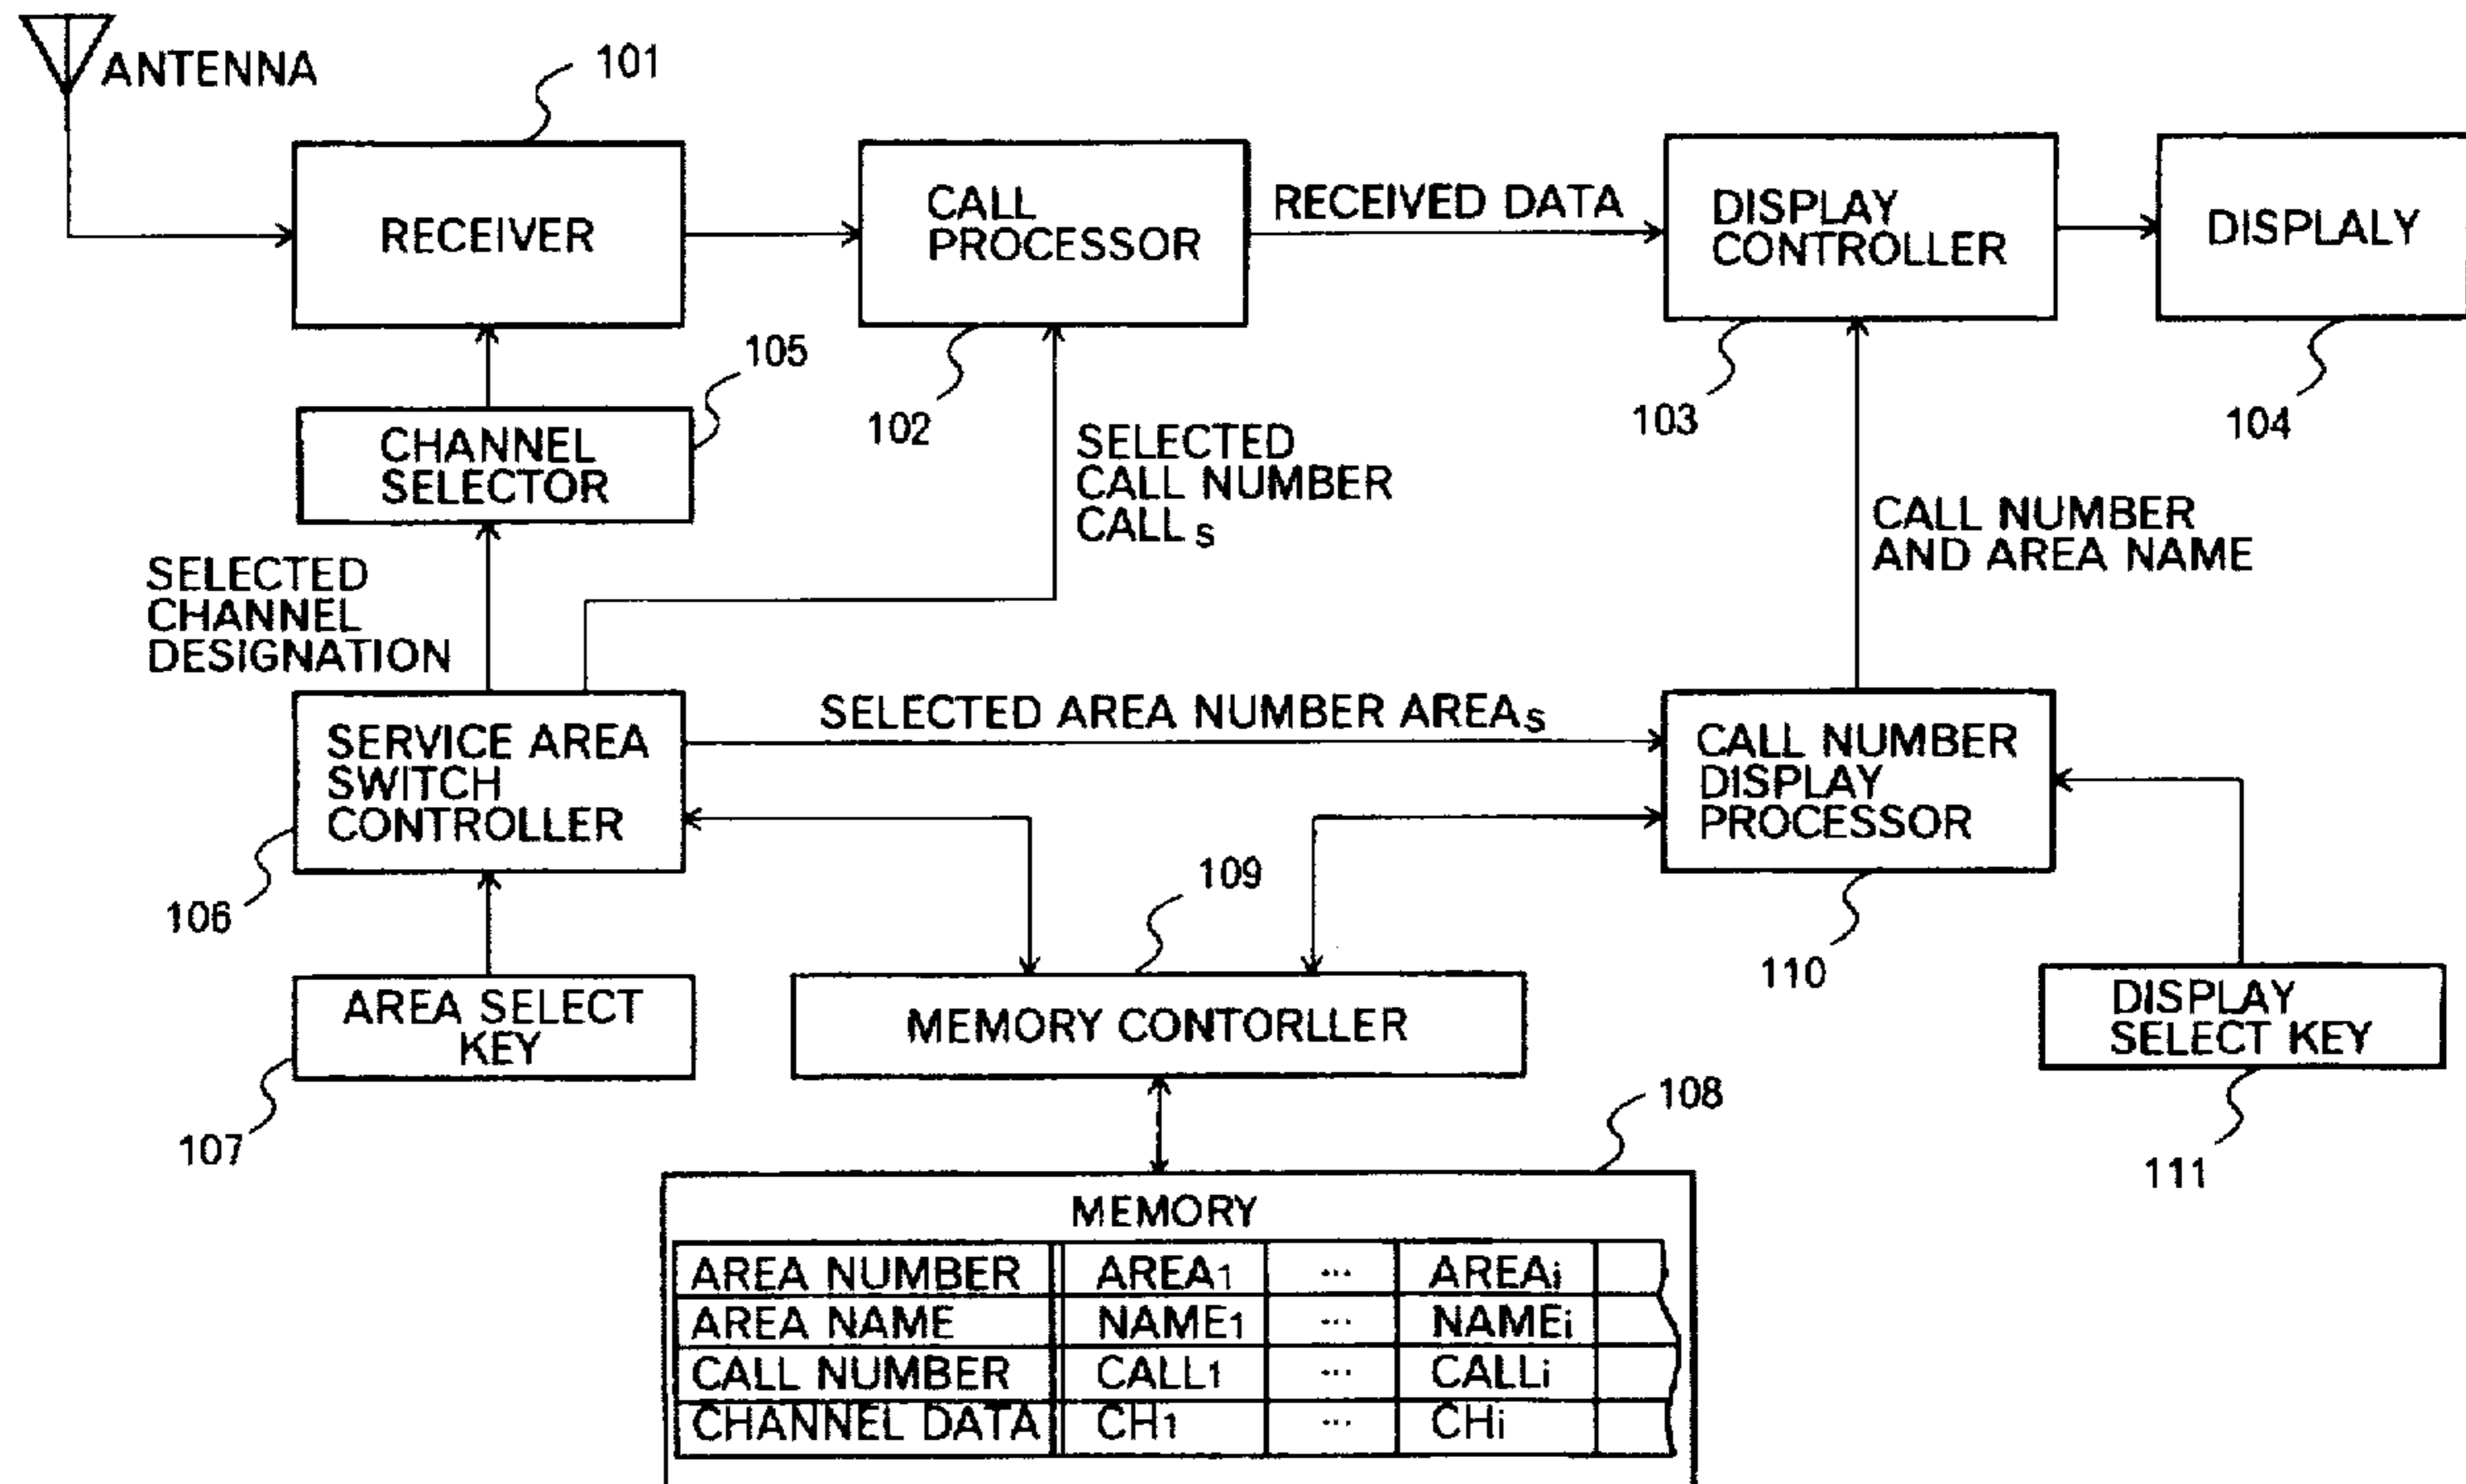 ANTENNA
101
RECEIVER
CALL
PROCESSOR
RECEIVED DATA
DISPLAY
CONTROLLER
DISPLALY
105
102
103
104
CHANNEL
SELECTOR
SELECTED
CALL NUMBER
CALLs
CALL NUMBER
AND AREA NAME
SELECTED
CHANNEL
DESIGNATION
SELECTED AREA NUMBER AREAs
SERVICE AREA
SWITCH
CONTROLLER
CALL NUMBER
DISPLAY
PROCESSOR
106
109
110
AREA SELECT
KEY
MEMORY CONTORLLER
DISPLAY
SELECT KEY
107
108
111
MEMORY
AREA NUMBER AREA1 ... AREAi
AREA NAME NAME1 ... NAMEi
CALL NUMBER CALL1 ... CALLi
CHANNEL DATA CH1 ... CHi